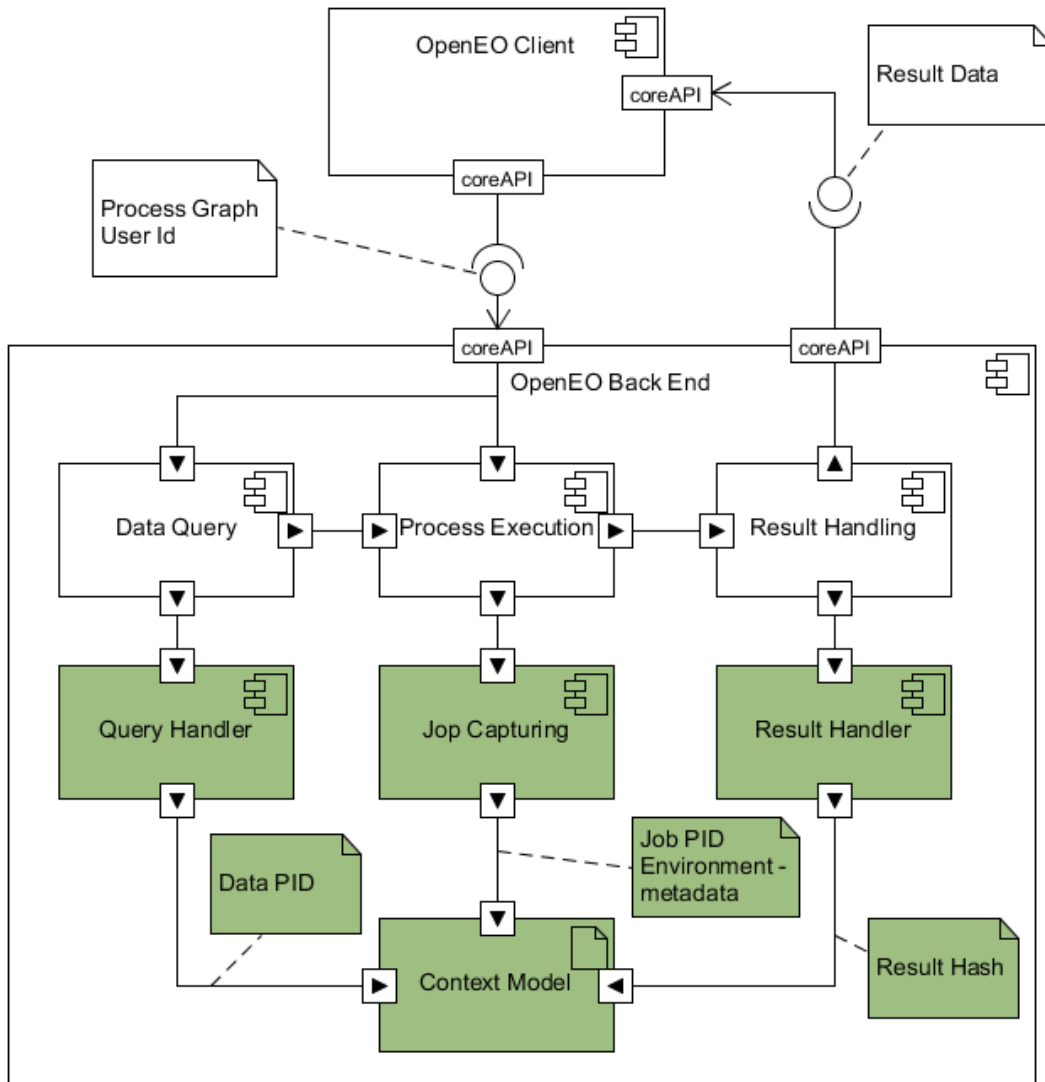 OpenEO Client
coreAPI
Result Data
coreAPI
Process Graph
User Id
coreAPI
coreAPI
OpenEO Back End
Data Query
Process Execution
Result Handling
Query Handler
Jop Capturing
Result Handler
Data PID
Job PID
Environment -
metadata
Context Model
Result Hash